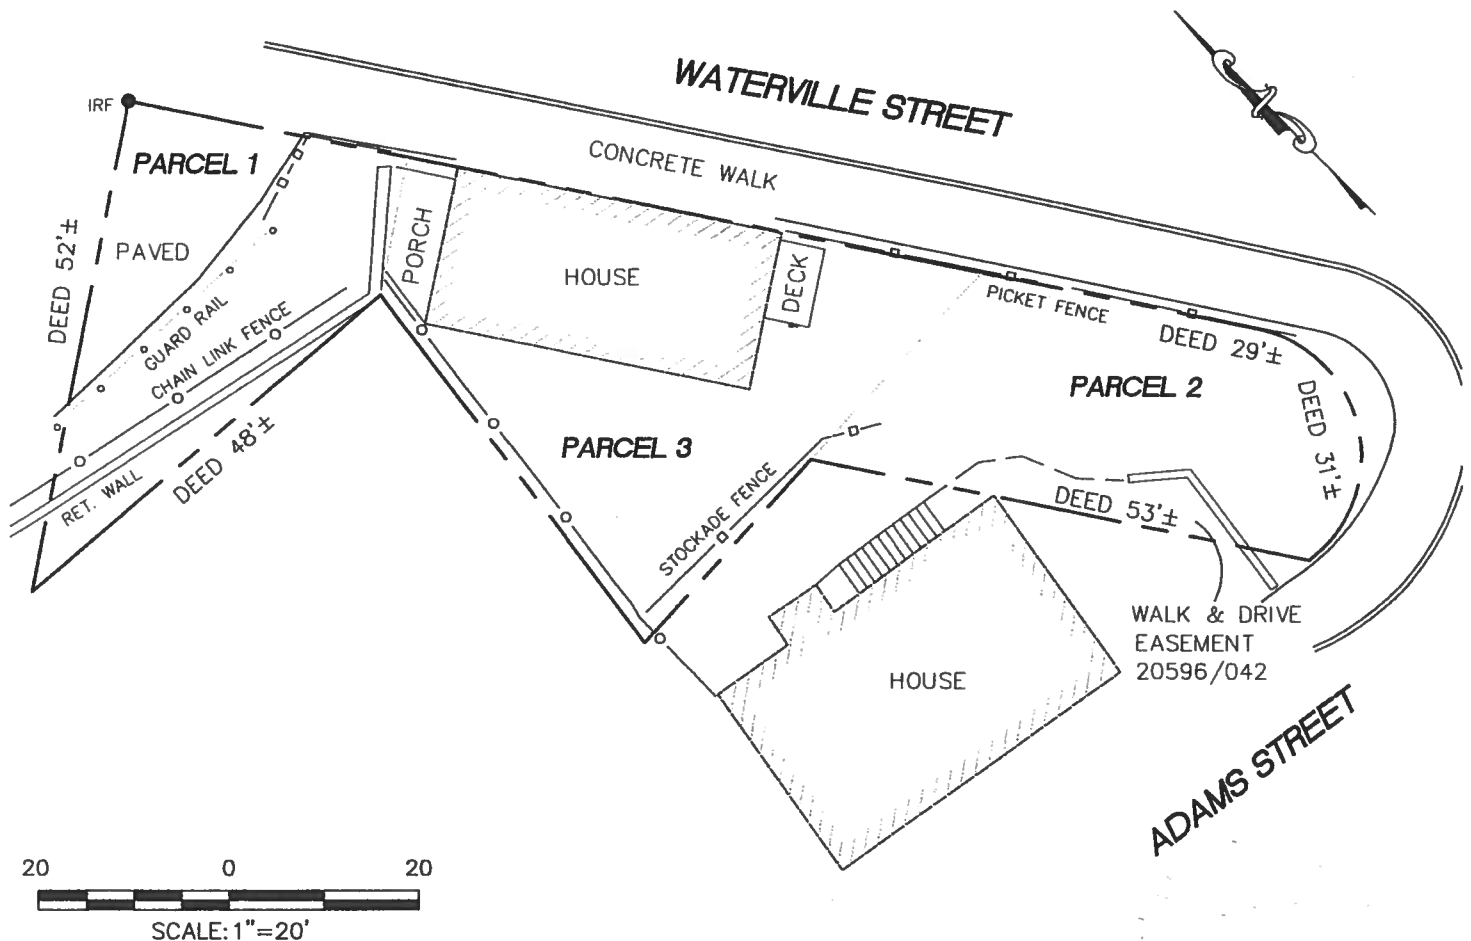 WATERVILLE STREET
IRF
PARCEL 1
CONCRETE WALK
DEED 52'±
PAVED
PORCH
HOUSE
DECK
PICKET FENCE
DEED 29'±
GUARD RAIL
CHAIN LINK FENCE
PARCEL 2
DEED 31'±
DEED 48'±
PARCEL 3
RET. WALL
STOCKADE FENCE
DEED 53'±
WALK & DRIVE
EASEMENT
20596/042
HOUSE
ADAMS STREET
20 0 20
SCALE: 1"=20'